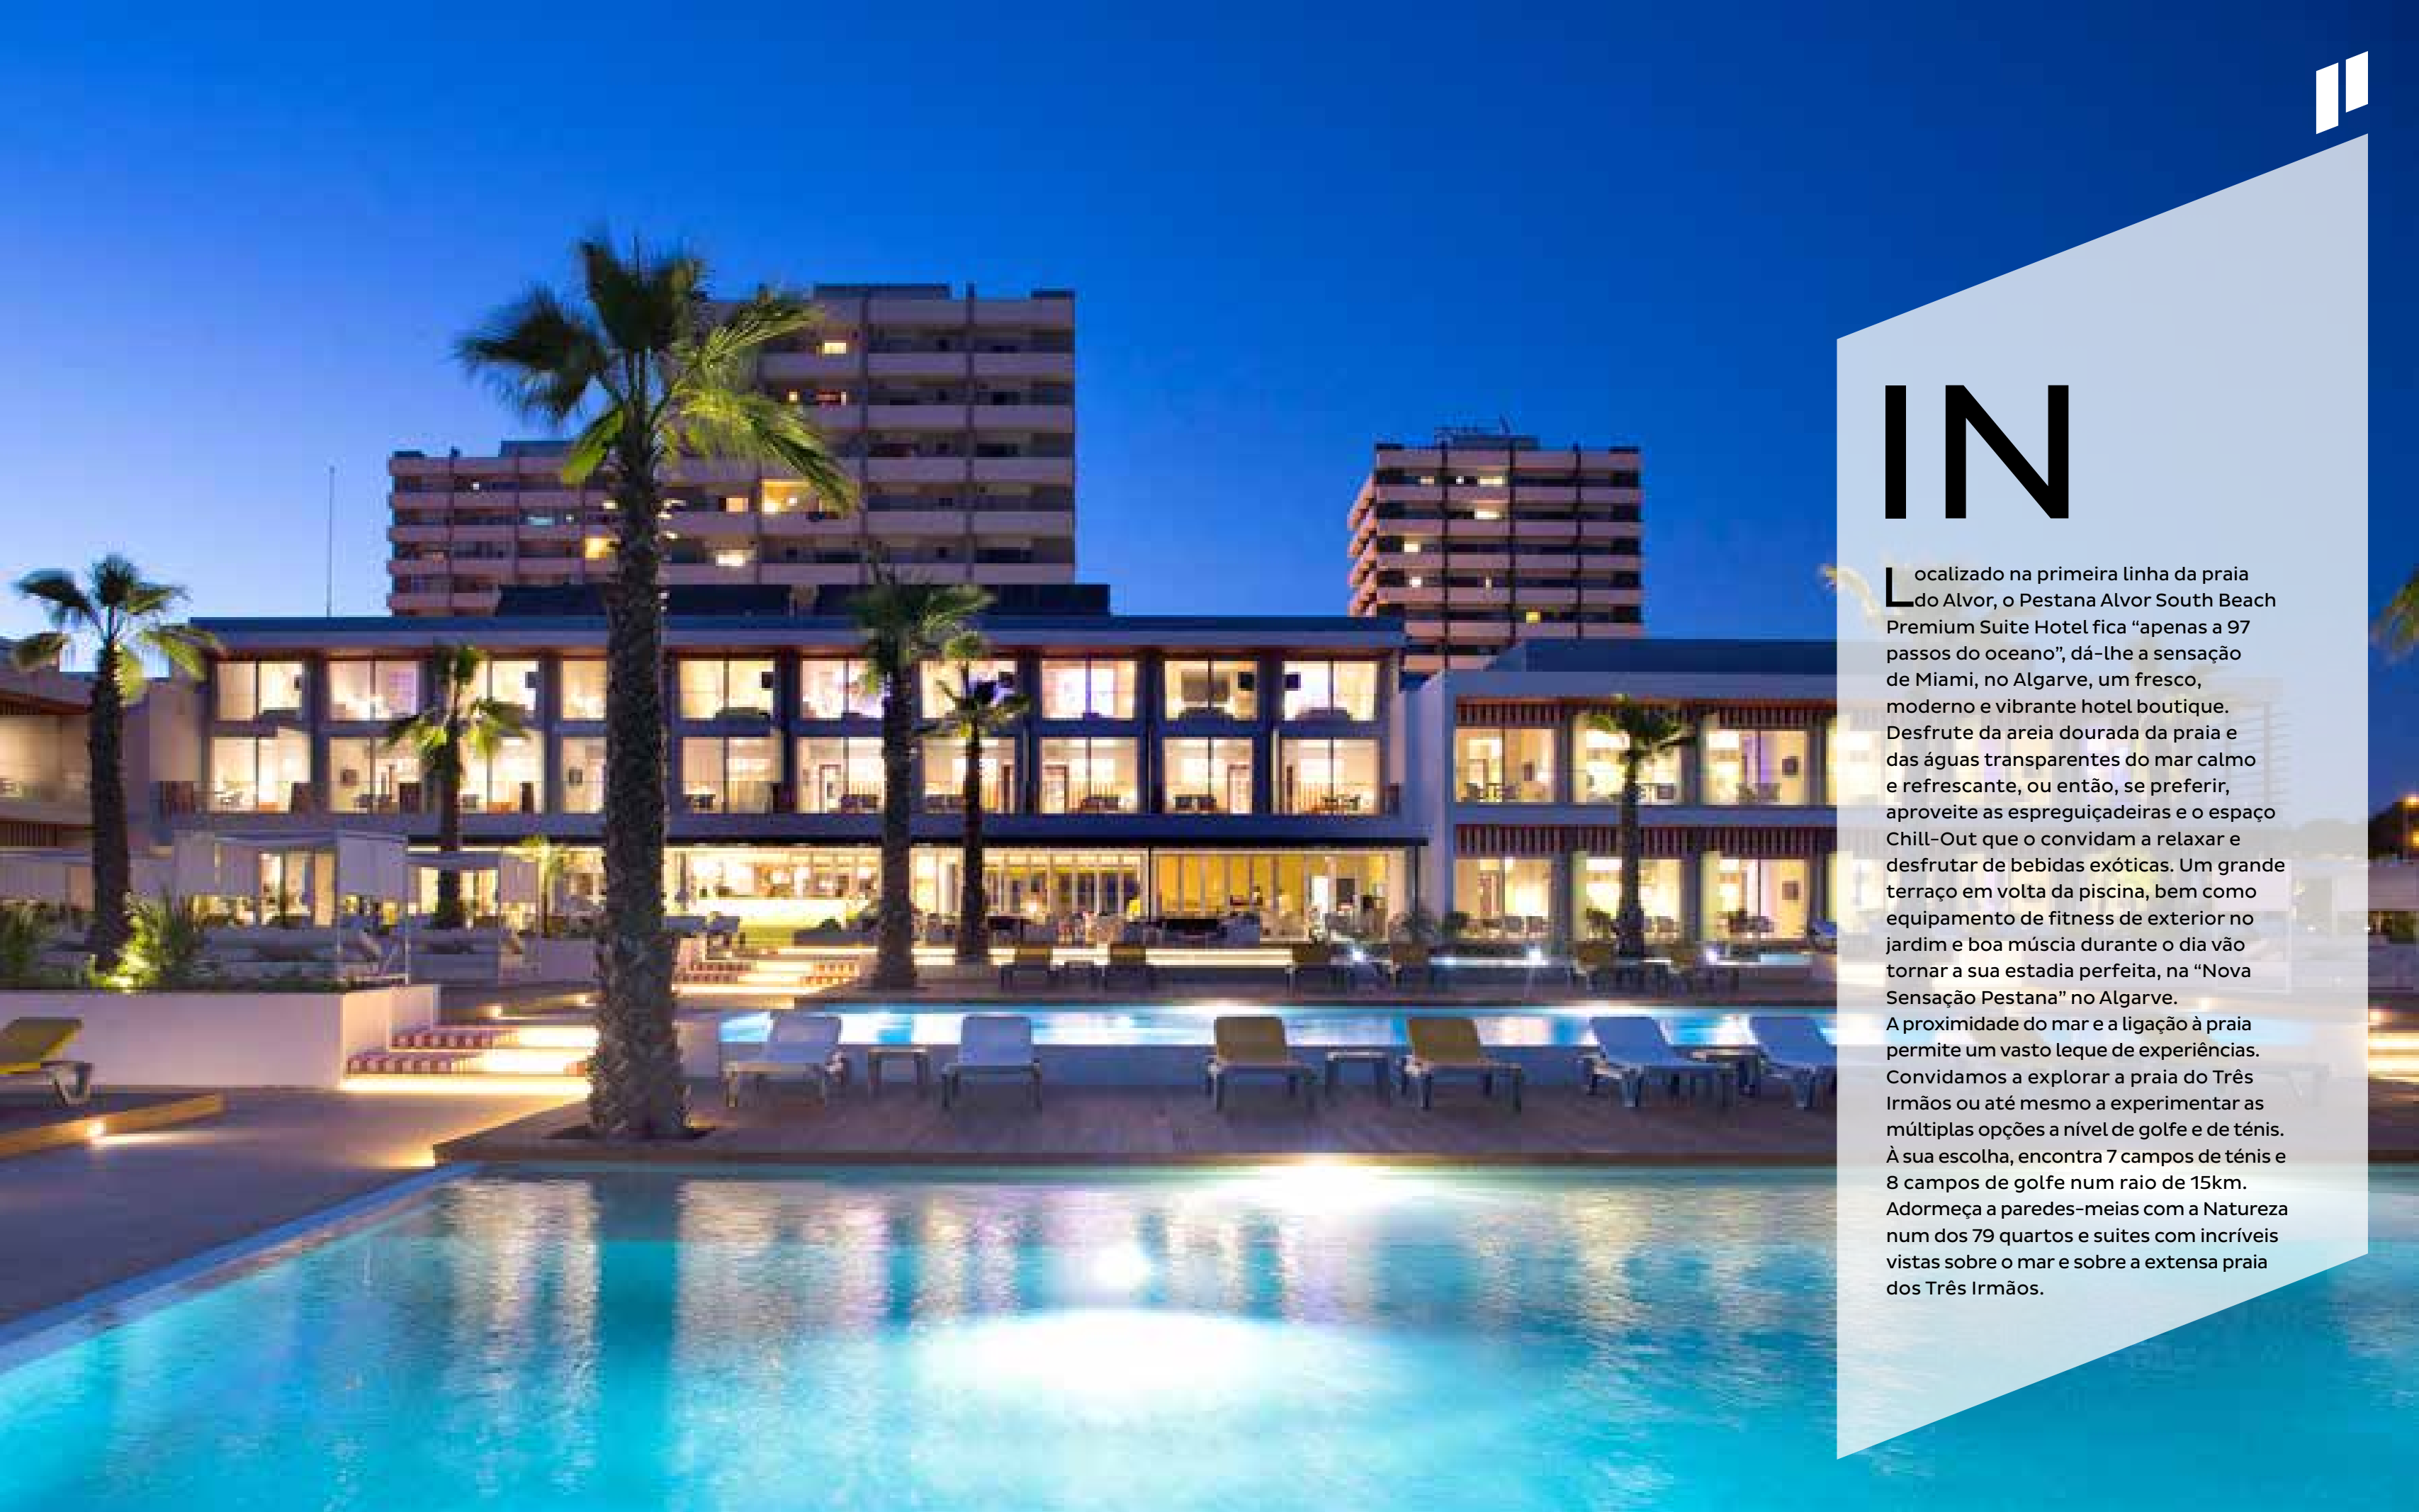 IN
Localizado na primeira linha da praia
do Alvor, o Pestana Alvor South Beach
Premium Suite Hotel fica “apenas a 97
passos do oceano”, dá-lhe a sensação
de Miami, no Algarve, um fresco,
moderno e vibrante hotel boutique.
Desfrute da areia dourada da praia e
das águas transparentes do mar calmo
e refrescante, ou então, se preferir,
aproveite as espreguiçadeiras e o espaço
Chill-Out que o convidam a relaxar e
desfrutar de bebidas exóticas. Um grande
terraço em volta da piscina, bem como
equipamento de fitness de exterior no
jardim e boa múscia durante o dia vão
tornar a sua estadia perfeita, na “Nova
Sensação Pestana” no Algarve.
A proximidade do mar e a ligação à praia
permite um vasto leque de experiências.
Convidamos a explorar a praia do Três
Irmãos ou até mesmo a experimentar as
múltiplas opções a nível de golfe e de ténis.
À sua escolha, encontra 7 campos de ténis e
8 campos de golfe num raio de 15km.
Adormeça a paredes-meias com a Natureza
num dos 79 quartos e suites com incríveis
vistas sobre o mar e sobre a extensa praia
dos Três Irmãos.